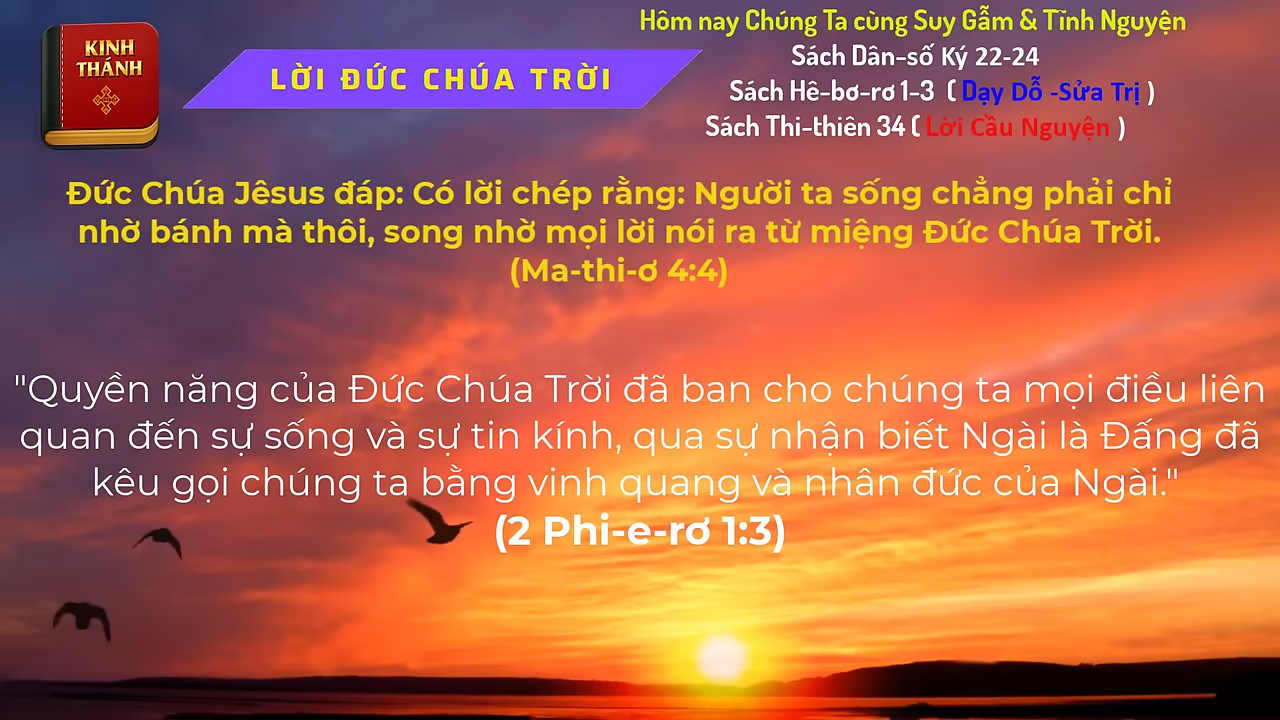 KINH
THÁNH
LỜI ĐỨC CHÚA TRỜI
Hôm nay Chúng Ta cùng Suy Gẫm & Tĩnh Nguyện
Sách Dân-số Ký 22-24
Sách Hê-bơ-rơ 1-3 ( Dạy Dỗ -Sửa Trị )
Sách Thi-thiên 34 ( Lời Cầu Nguyện )
Đức Chúa Jêsus đáp: Có lời chép rằng: Người ta sống chẳng phải chỉ
nhờ bánh mà thôi, song nhờ mọi lời nói ra từ miệng Đức Chúa Trời.
(Ma-thi-ơ 4:4)
"Quyền năng của Đức Chúa Trời đã ban cho chúng ta mọi điều liên
quan đến sự sống và sự tin kính, qua sự nhận biết Ngài là Đấng đã
kêu gọi chúng ta bằng vinh quang và nhân đức của Ngài."
(2 Phi-e-rơ 1:3)